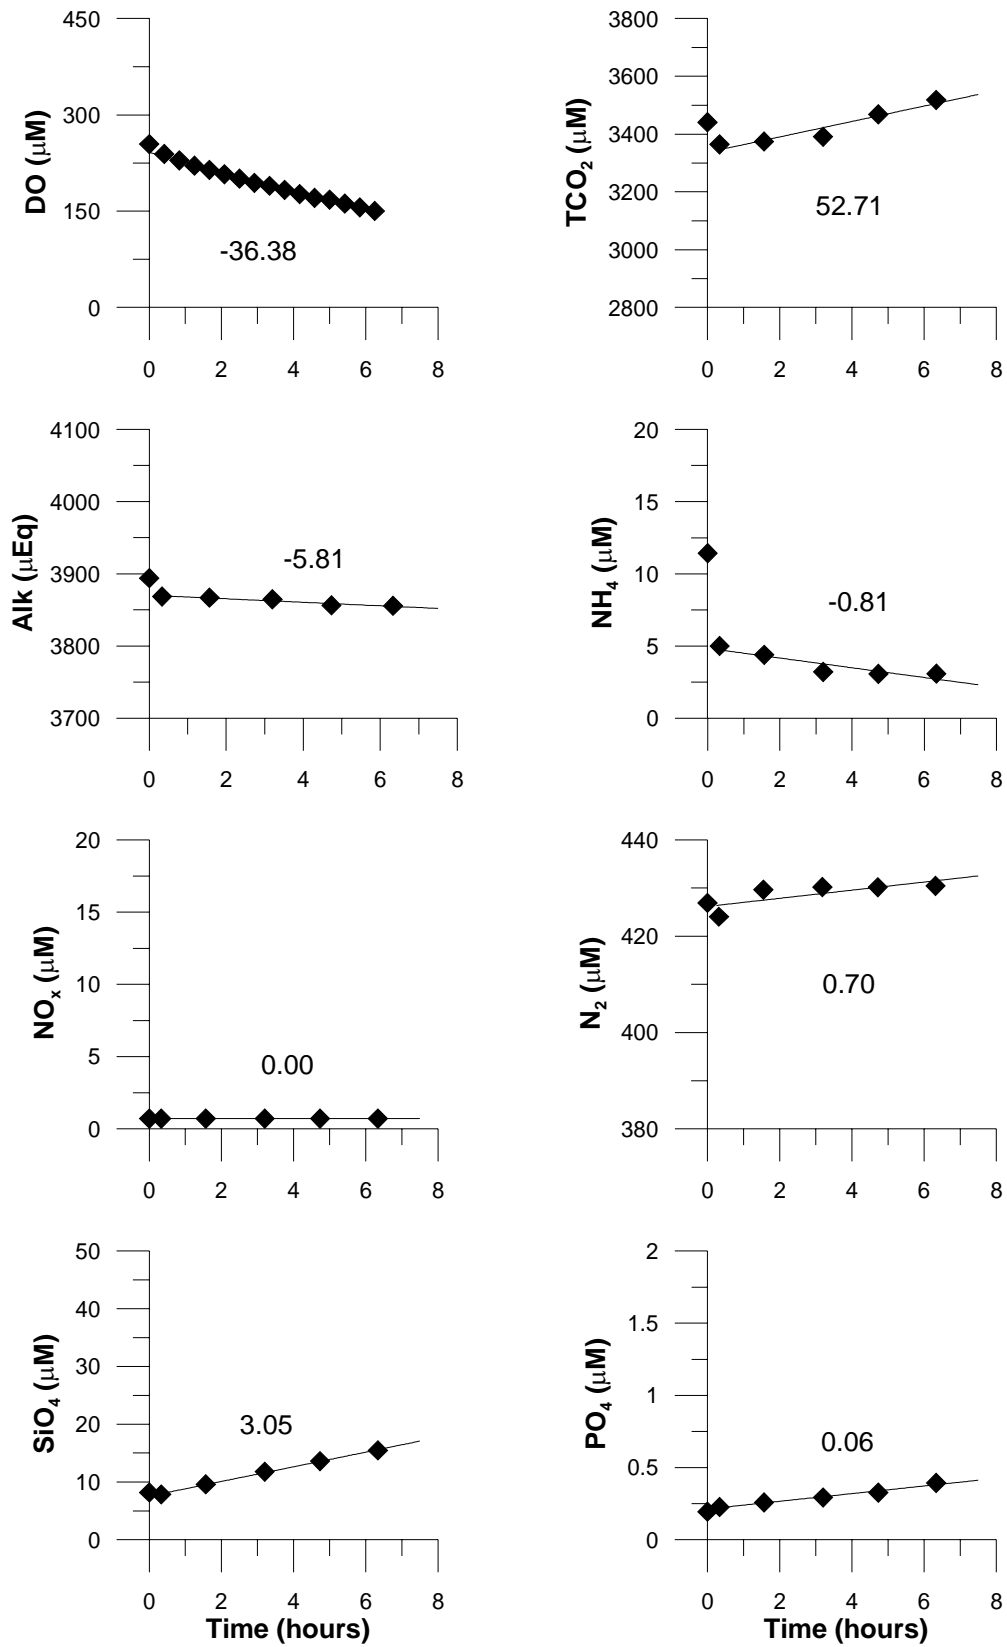 450
300
150
0
DO (μM)
-36.38
0 2 4 6 8
3800
3600
3400
3200
3000
2800
TCO₂ (μM)
52.71
0 2 4 6 8
4100
4000
3900
3800
3700
Alk (μEq)
-5.81
0 2 4 6 8
20
15
10
5
0
NH₄ (μM)
-0.81
0 2 4 6 8
20
15
10
5
0
NOₓ (μM)
0.00
0 2 4 6 8
440
420
400
380
N₂ (μM)
0.70
0 2 4 6 8
50
40
30
20
10
0
SiO₄ (μM)
3.05
0 2 4 6 8
Time (hours)
2
1.5
1
0.5
0
PO₄ (μM)
0.06
0 2 4 6 8
Time (hours)